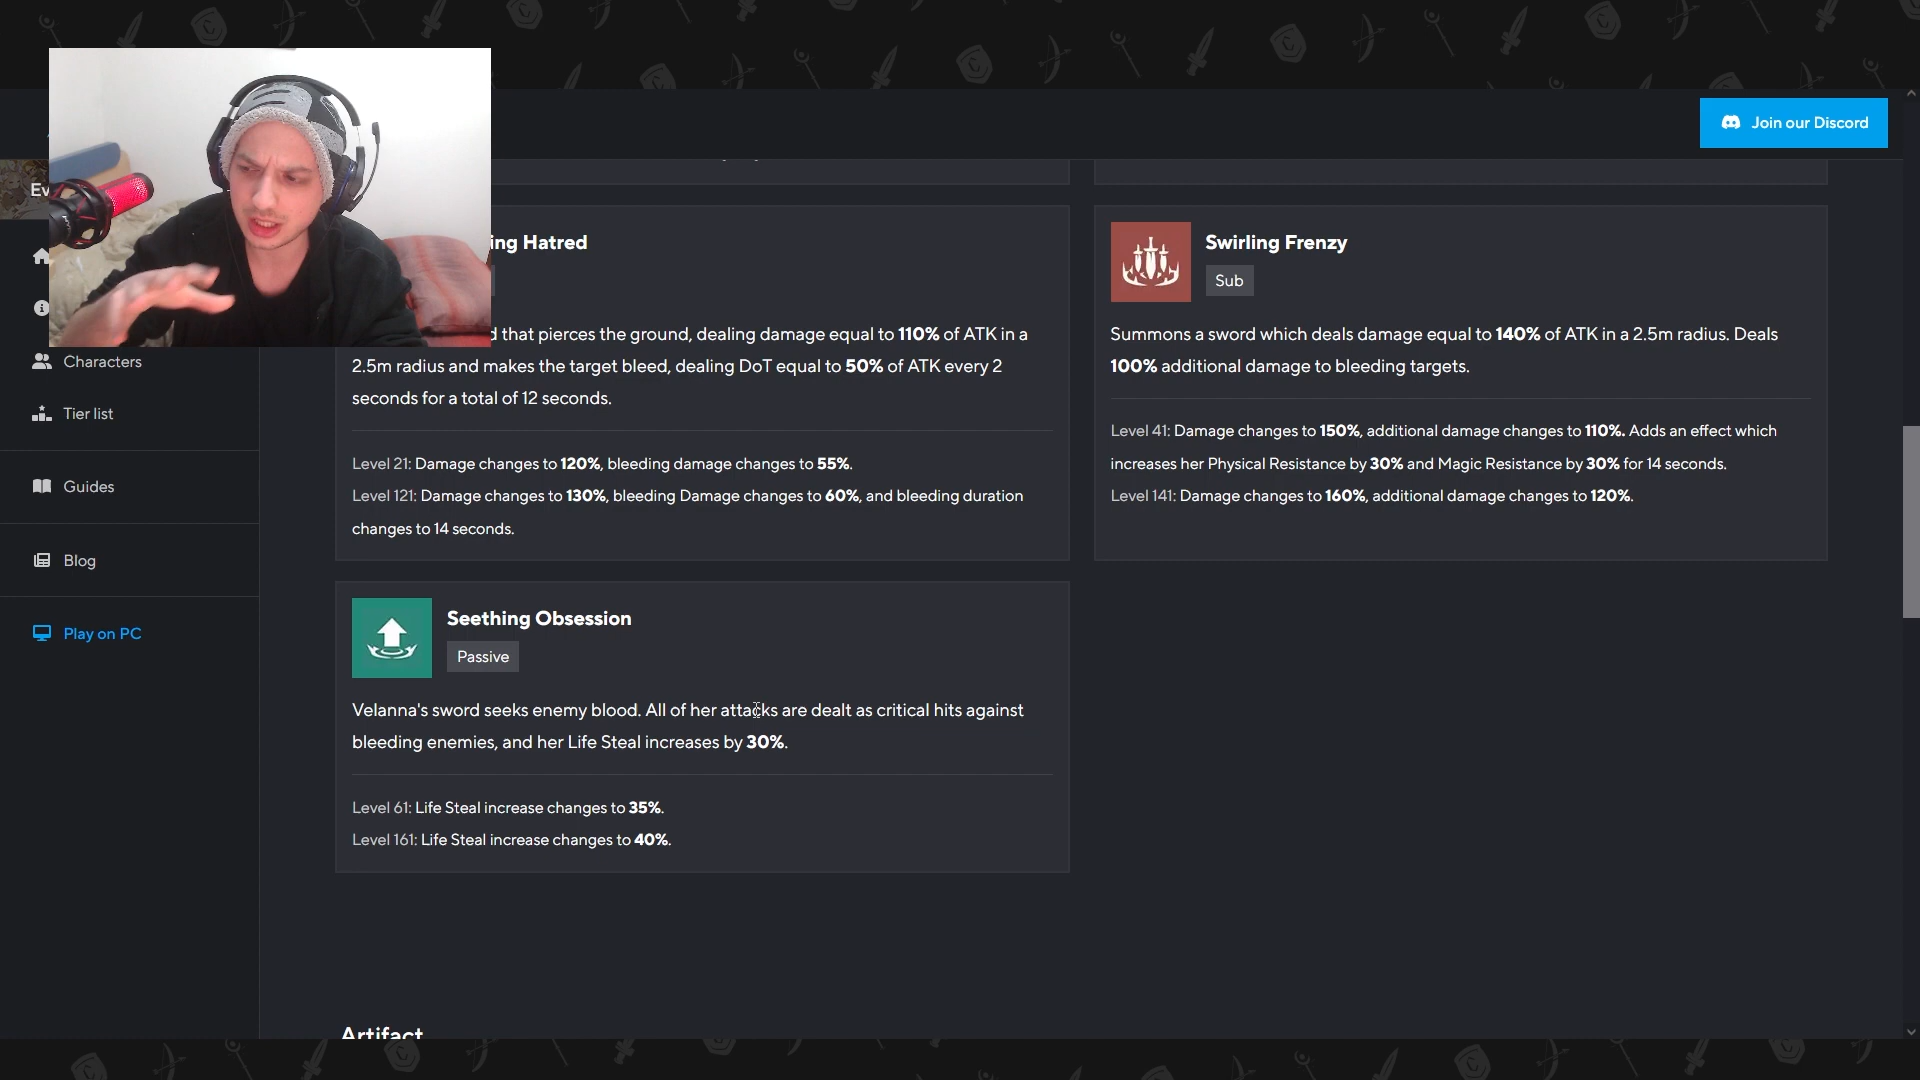 Join our Discord
Ev
ing Hatred
Swirling Frenzy
Sub
d that pierces the ground, dealing damage equal to 110% of ATK in a
2.5m radius and makes the target bleed, dealing DoT equal to 50% of ATK every 2
seconds for a total of 12 seconds.
Summons a sword which deals damage equal to 140% of ATK in a 2.5m radius. Deals
100% additional damage to bleeding targets.
Level 21: Damage changes to 120%, bleeding damage changes to 55%.
Level 121: Damage changes to 130%, bleeding Damage changes to 60%, and bleeding duration
changes to 14 seconds.
Level 41: Damage changes to 150%, additional damage changes to 110%. Adds an effect which
increases her Physical Resistance by 30% and Magic Resistance by 30% for 14 seconds.
Level 141: Damage changes to 160%, additional damage changes to 120%.
Characters
Tier list
Guides
Blog
Play on PC
Seething Obsession
Passive
Velanna's sword seeks enemy blood. All of her attacks are dealt as critical hits against
bleeding enemies, and her Life Steal increases by 30%.
Level 61: Life Steal increase changes to 35%.
Level 161: Life Steal increase changes to 40%.
Artifact